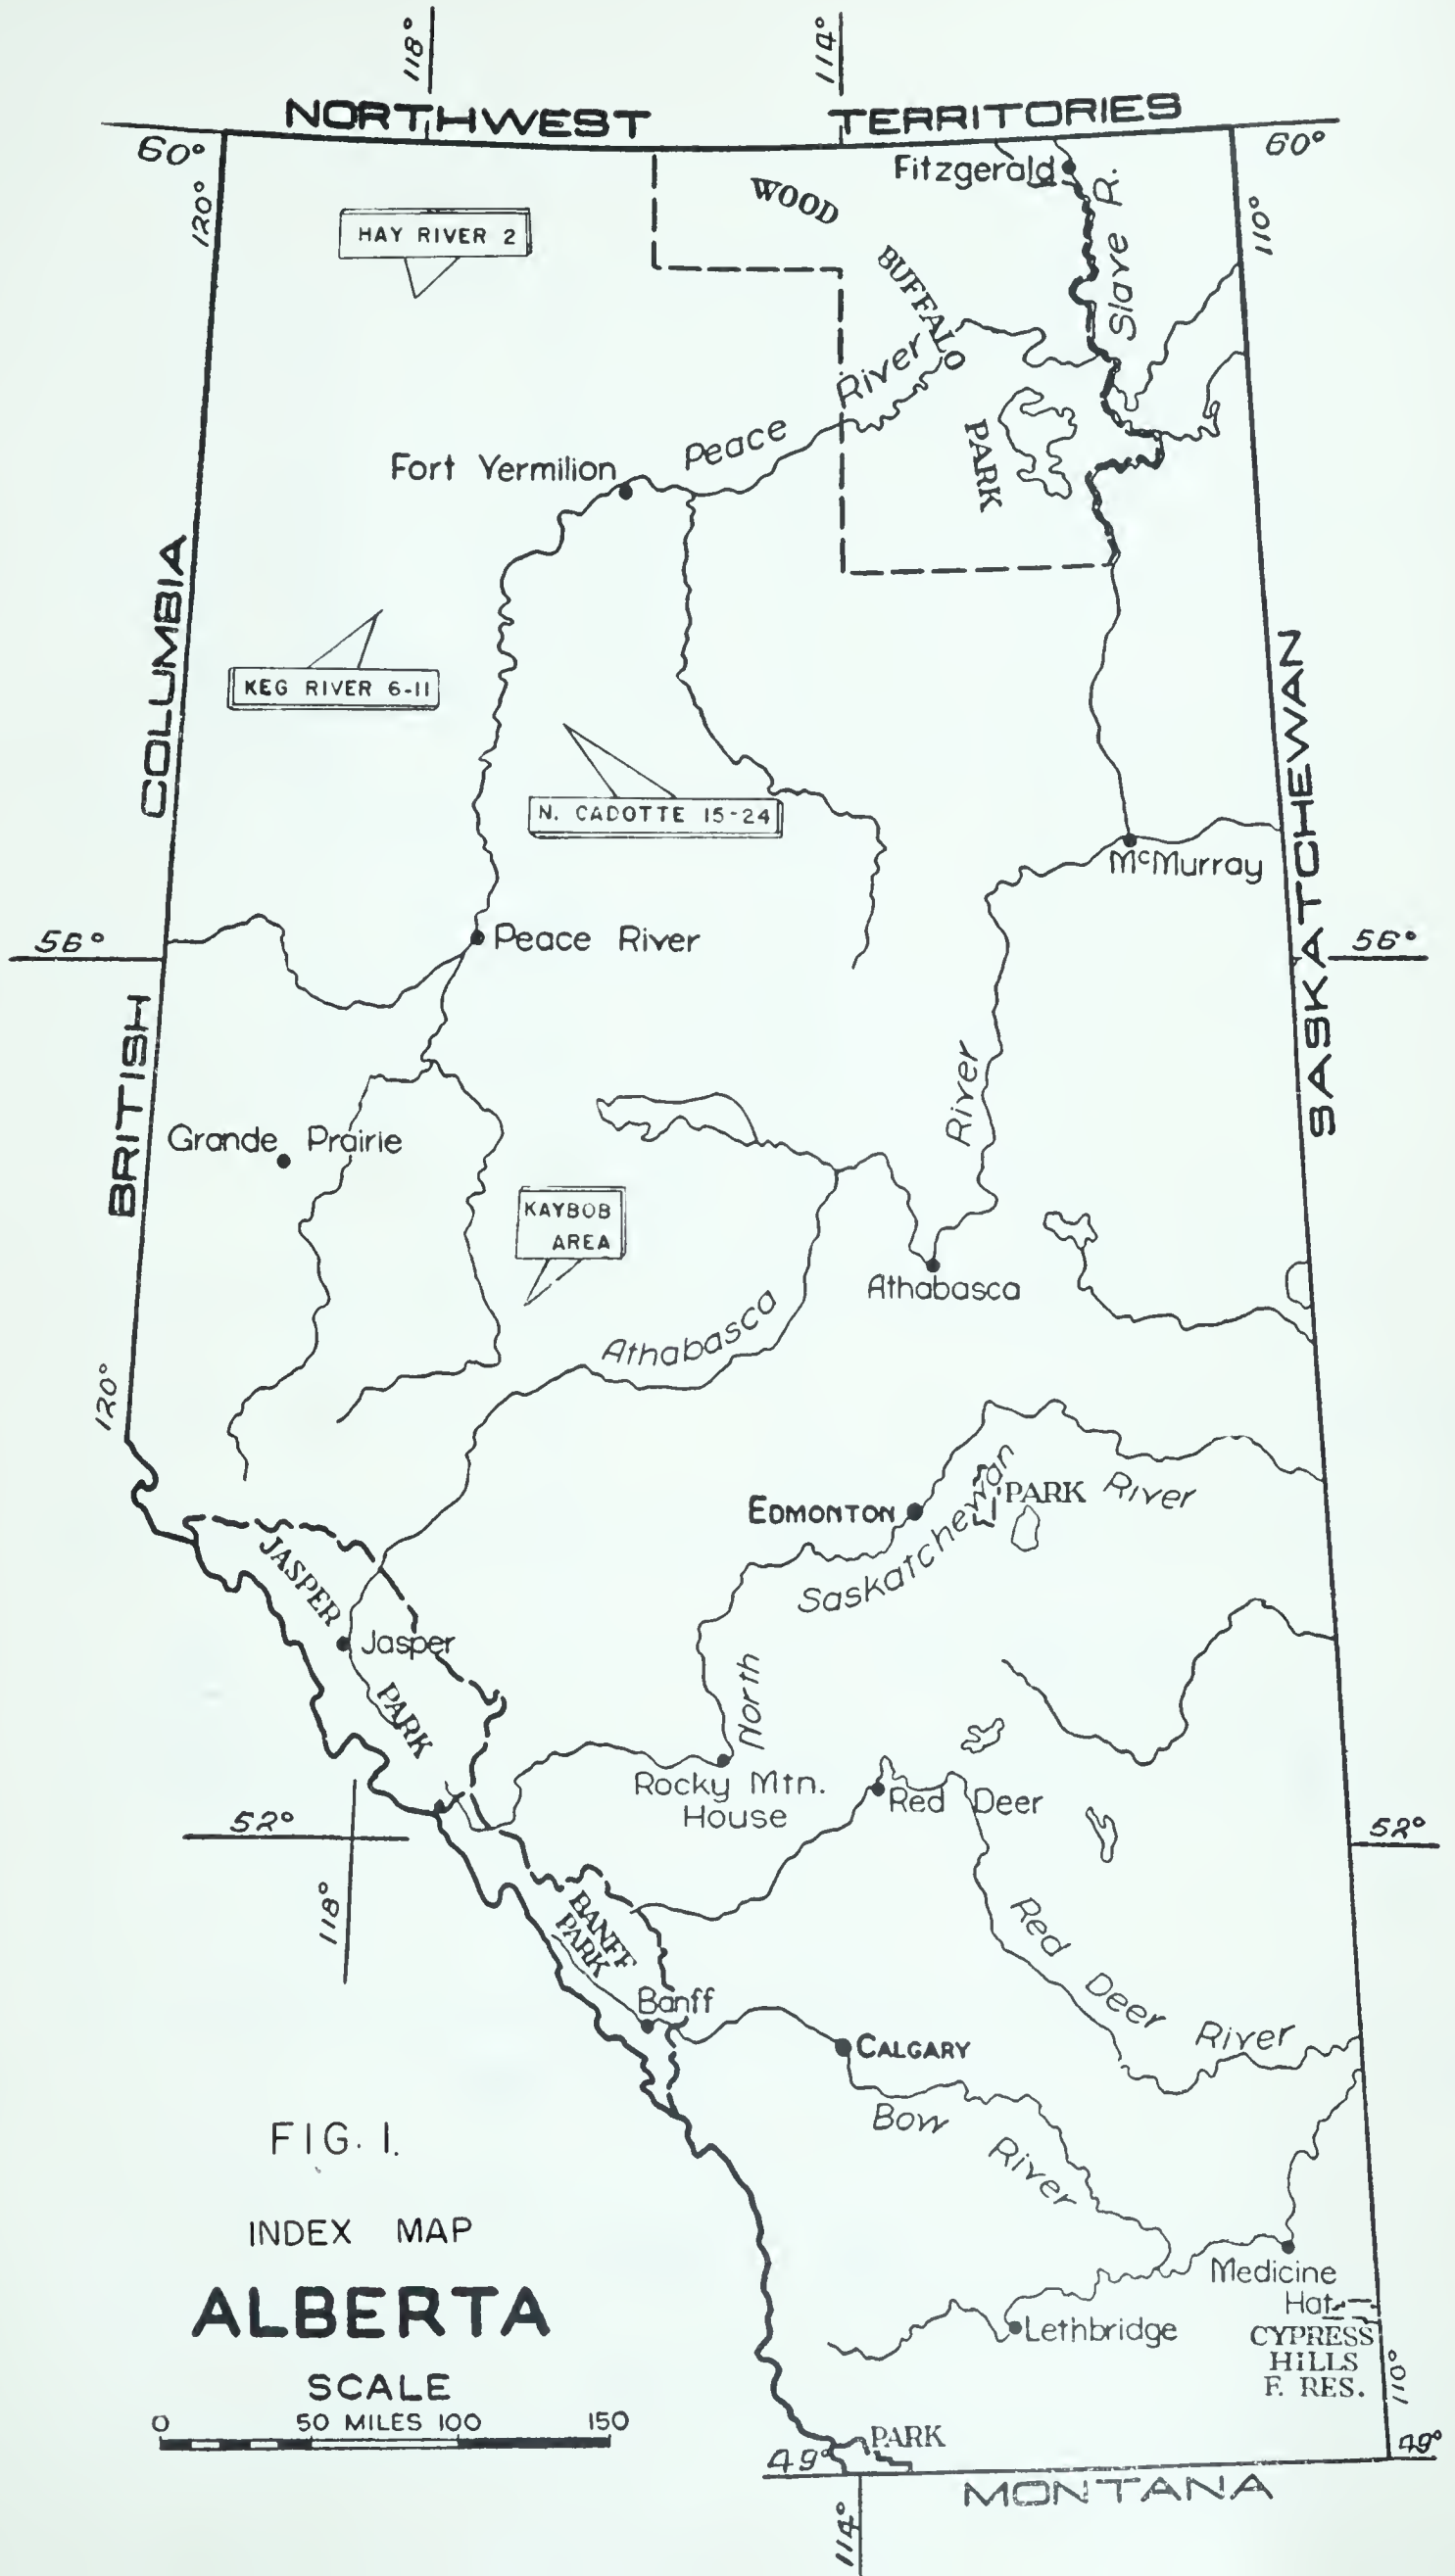 118°
114°
NORTHWEST TERRITORIES
60°
60°
120°
110°
Fitzgerald
WOOD
BUFFALO
PARK
Slave R.
HAY RIVER 2
Peace River
Fort Vermilion
COLUMBIA
KEG RIVER 6-11
N. CADOTTE 15-24
SASKATCHEWAN
McMurray
56°
Peace River
56°
BRITISH
River
Grande Prairie
KAYBOB
AREA
Athabasca
Athabasca
120°
EDMONTON
Saskatchewan
PARK
River
JASPER
Jasper
PARK
North
Rocky Mtn.
House
Red Deer
52°
52°
118°
BANFF
PARK
Red Deer River
Banff
CALGARY
Bow River
FIG. 1.
INDEX MAP
ALBERTA
SCALE
0 50 MILES 100 150
Medicine
Hat
Lethbridge
CYPRESS
HILLS
F. RES.
110°
PARK
49°
49°
MONTANA
114°